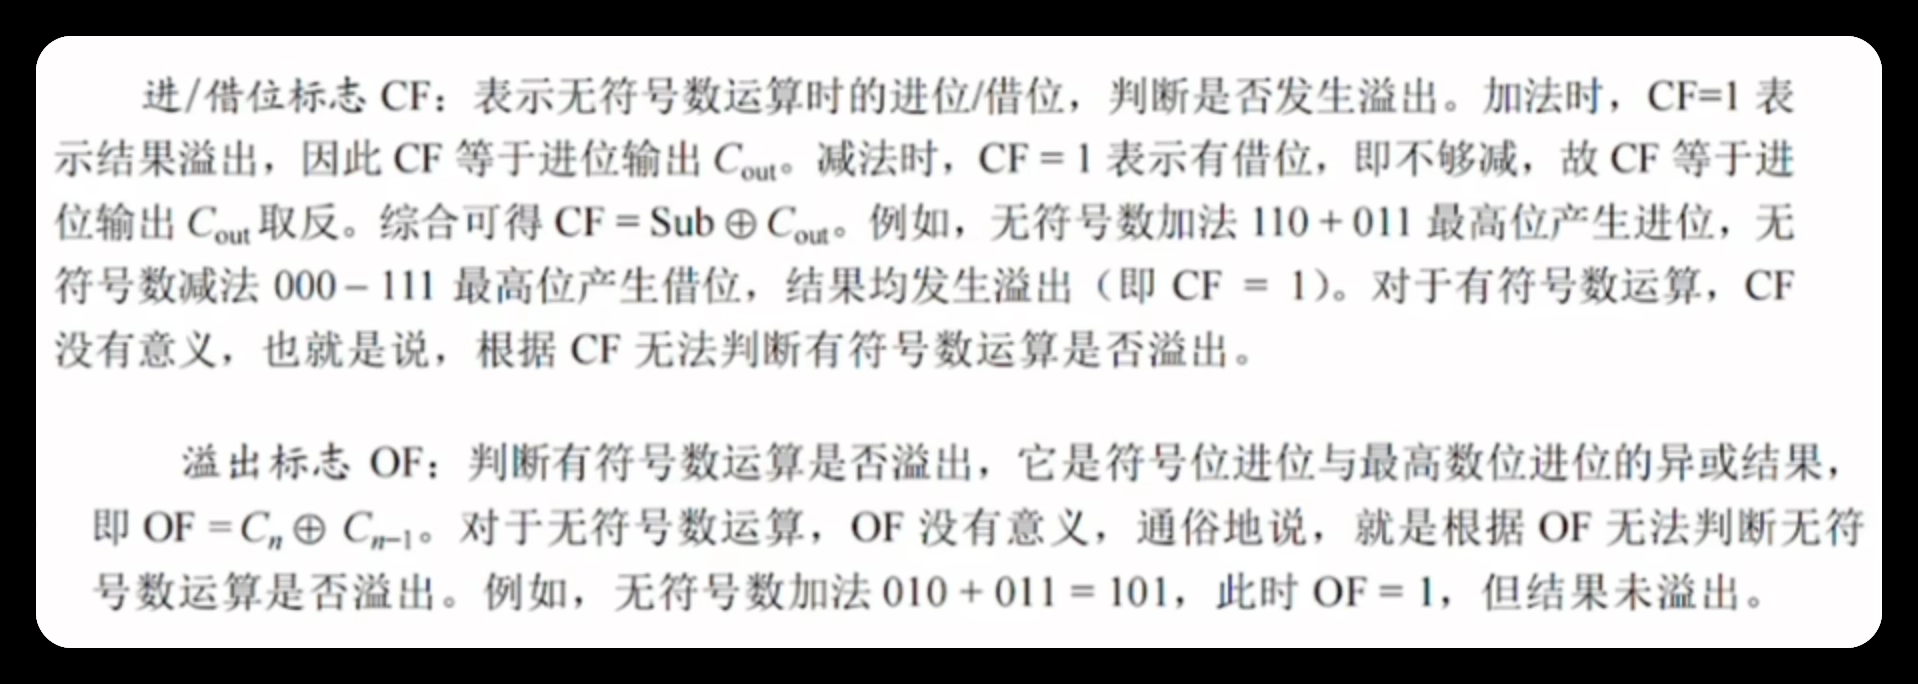 进/借位标志 CF：表示无符号数运算时的进位/借位，判断是否发生溢出。加法时，CF=1 表
示结果溢出，因此 CF 等于进位输出 Cout。减法时，CF = 1 表示有借位，即不够减，故 CF 等于进
位输出 Cout 取反。综合可得 CF = Sub ⊕ Cout。例如，无符号数加法 110 + 011 最高位产生进位，无
符号数减法 000 – 111 最高位产生借位，结果均发生溢出（即 CF = 1）。对于有符号数运算，CF
没有意义，也就是说，根据 CF 无法判断有符号数运算是否溢出。
溢出标志 OF：判断有符号数运算是否溢出，它是符号位进位与最高数位进位的异或结果，
即 OF = Cn ⊕ Cn–1。对于无符号数运算，OF 没有意义，通俗地说，就是根据 OF 无法判断无符
号数运算是否溢出。例如，无符号数加法 010 + 011 = 101，此时 OF = 1，但结果未溢出。